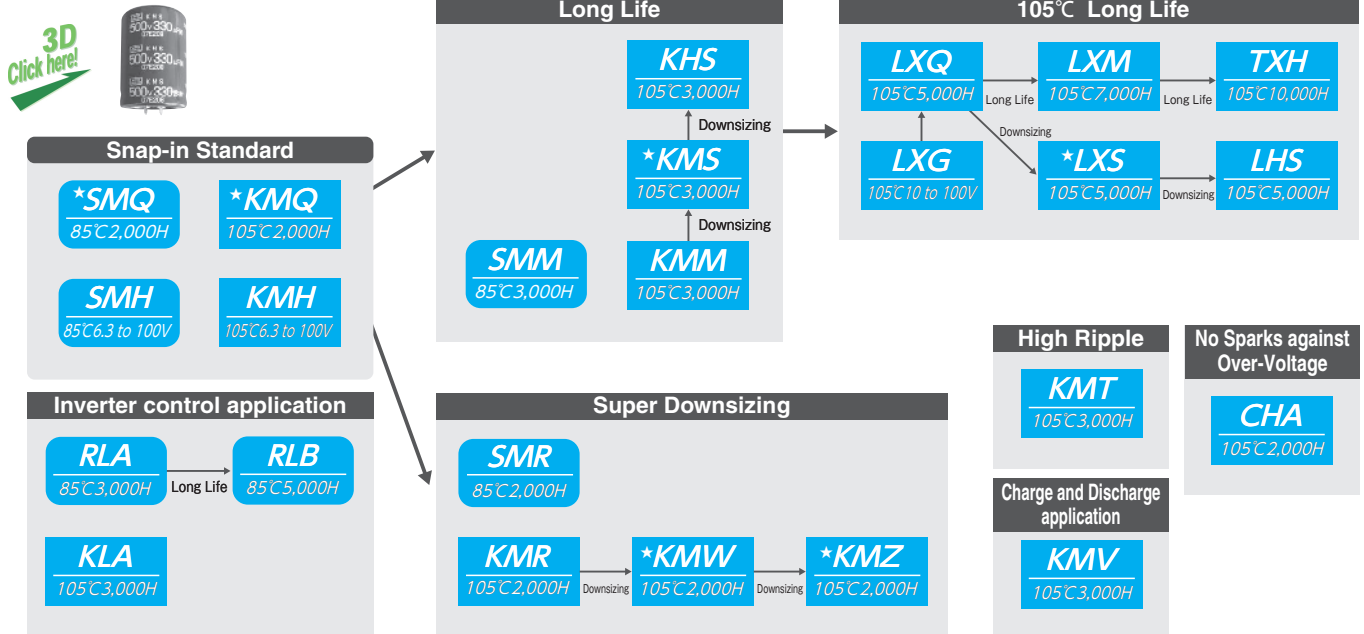 3D
Click here!
KHS
500V 330µF
KHS
500V 330µF
KHS
500V 330µF
Snap-in Standard
★SMQ
85℃2,000H
★KMQ
105℃2,000H
SMH
85℃6.3 to 100V
KMH
105℃6.3 to 100V
Inverter control application
RLA
85℃3,000H
Long Life
RLB
85℃5,000H
KLA
105℃3,000H
Long Life
KHS
105℃3,000H
Downsizing
★KMS
105℃3,000H
Downsizing
SMM
85℃3,000H
KMM
105℃3,000H
Super Downsizing
SMR
85℃2,000H
KMR
105℃2,000H
Downsizing
★KMW
105℃2,000H
Downsizing
★KMZ
105℃2,000H
105℃ Long Life
LXQ
105℃5,000H
Long Life
LXM
105℃7,000H
Long Life
TXH
105℃10,000H
Downsizing
LXG
105℃10 to 100V
★LXS
105℃5,000H
Downsizing
LHS
105℃5,000H
High Ripple
KMT
105℃3,000H
No Sparks against
Over-Voltage
CHA
105℃2,000H
Charge and Discharge
application
KMV
105℃3,000H